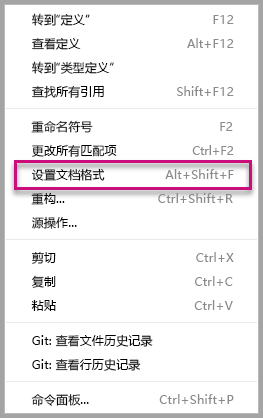 转到“定义” F12
查看定义 Alt+F12
转到“类型定义”
查找所有引用 Shift+F12
重命名符号 F2
更改所有匹配项 Ctrl+F2
设置文档格式 Alt+Shift+F
重构... Ctrl+Shift+R
源操作...
剪切 Ctrl+X
复制 Ctrl+C
粘贴 Ctrl+V
Git: 查看文件历史记录
Git: 查看行历史记录
命令面板... Ctrl+Shift+P